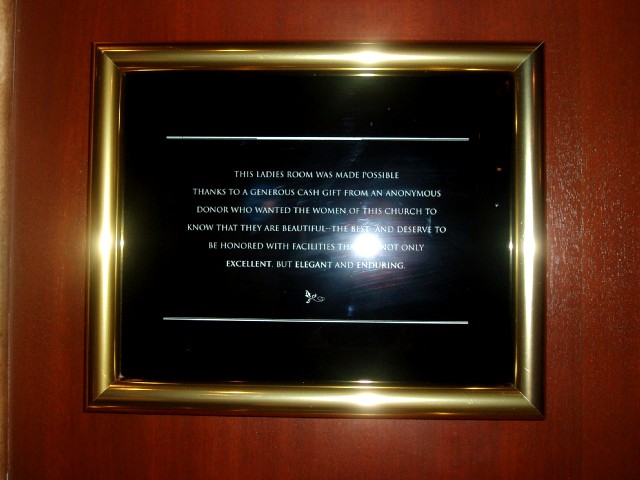 THIS LADIES ROOM WAS MADE POSSIBLE
THANKS TO A GENEROUS CASH GIFT FROM AN ANONYMOUS
DONOR WHO WANTED THE WOMEN OF THIS CHURCH TO
KNOW THAT THEY ARE BEAUTIFUL--THE BEST AND DESERVE TO
BE HONORED WITH FACILITIES NOT ONLY
EXCELLENT, BUT ELEGANT AND ENDURING.